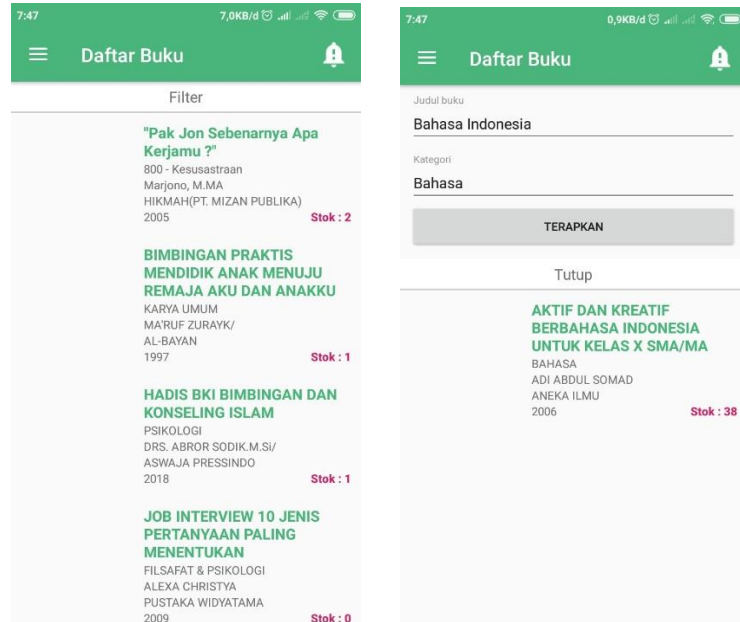 7:47
7,0KB/d
Daftar Buku
Filter
"Pak Jon Sebenarnya Apa
Kerjamu ?"
800 - Kesusastraan
Marjono, M.MA
HIKMAH(PT. MIZAN PUBLIKA)
2005 Stok : 2
BIMBINGAN PRAKTIS
MENDIDIK ANAK MENUJU
REMAJA AKU DAN ANAKKU
KARYA UMUM
MA'RUF ZURAYK/
AL-BAYAN
1997 Stok : 1
HADIS BKI BIMBINGAN DAN
KONSELING ISLAM
PSIKOLOGI
DRS. ABROR SODIK.M.Si/
ASWAJA PRESSINDO
2018 Stok : 1
JOB INTERVIEW 10 JENIS
PERTANYAAN PALING
MENENTUKAN
FILSAFAT & PSIKOLOGI
ALEXA CHRISTYA
PUSTAKA WIDYATAMA
2009 Stok : 0
7:47
0,9KB/d
Daftar Buku
Judul buku
Bahasa Indonesia
Kategori
Bahasa
TERAPKAN
Tutup
AKTIF DAN KREATIF
BERBAHASA INDONESIA
UNTUK KELAS X SMA/MA
BAHASA
ADI ABDUL SOMAD
ANEKA ILMU
2006 Stok : 38